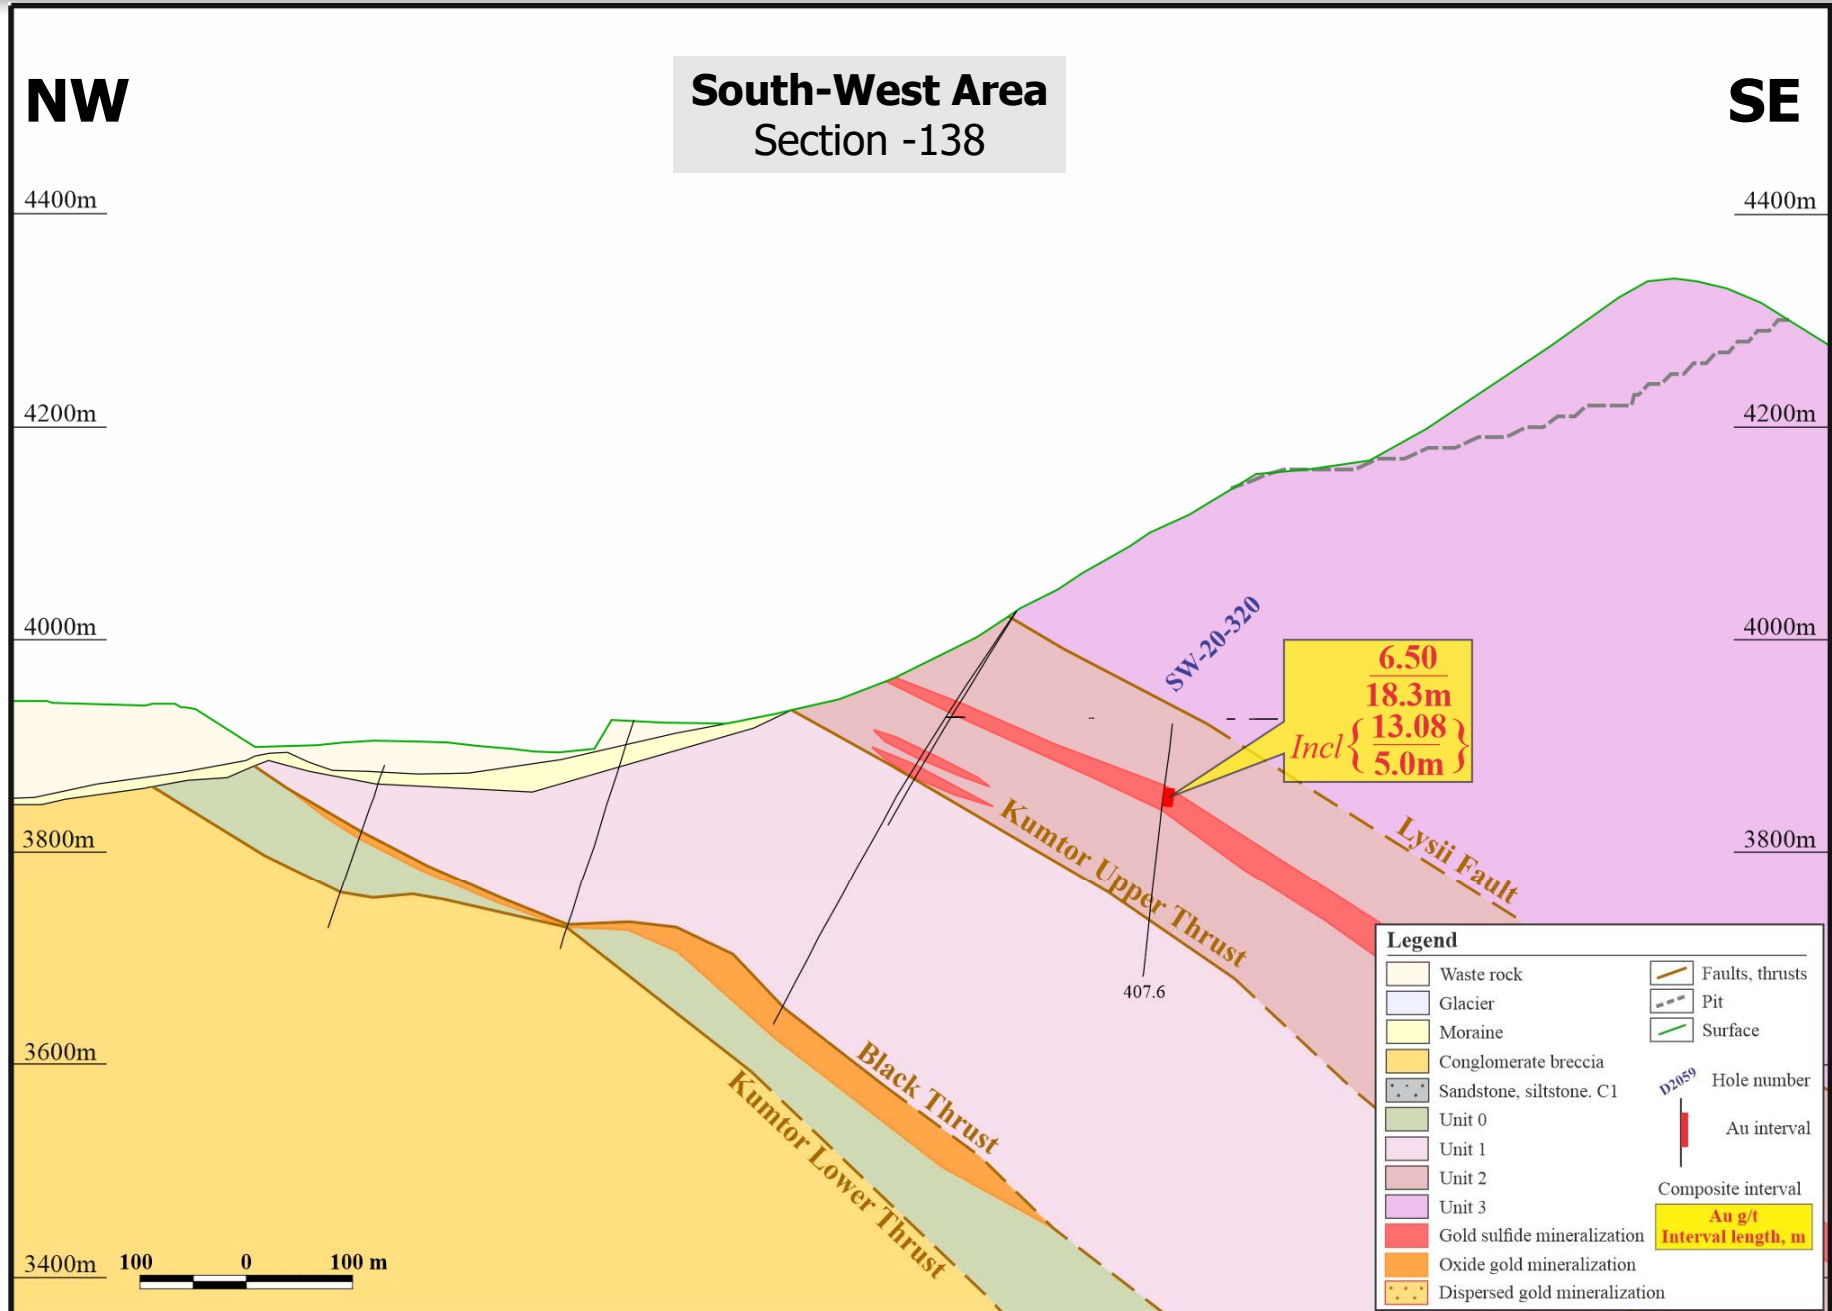 NW
South-West Area
Section -138
SE
4400m
4400m
4200m
4200m
4000m
4000m
3800m
3800m
3600m
3400m
SW-20-320
6.50
18.3m
Incl { 13.08 }
5.0m
Lysii Fault
Kumtor Upper Thrust
407.6
Black Thrust
Kumtor Lower Thrust
100 0 100 m
Legend
Waste rock
Glacier
Moraine
Conglomerate breccia
Sandstone, siltstone. C1
Unit 0
Unit 1
Unit 2
Unit 3
Gold sulfide mineralization
Oxide gold mineralization
Dispersed gold mineralization
Faults, thrusts
Pit
Surface
D2059 Hole number
Au interval
Composite interval
Au g/t
Interval length, m